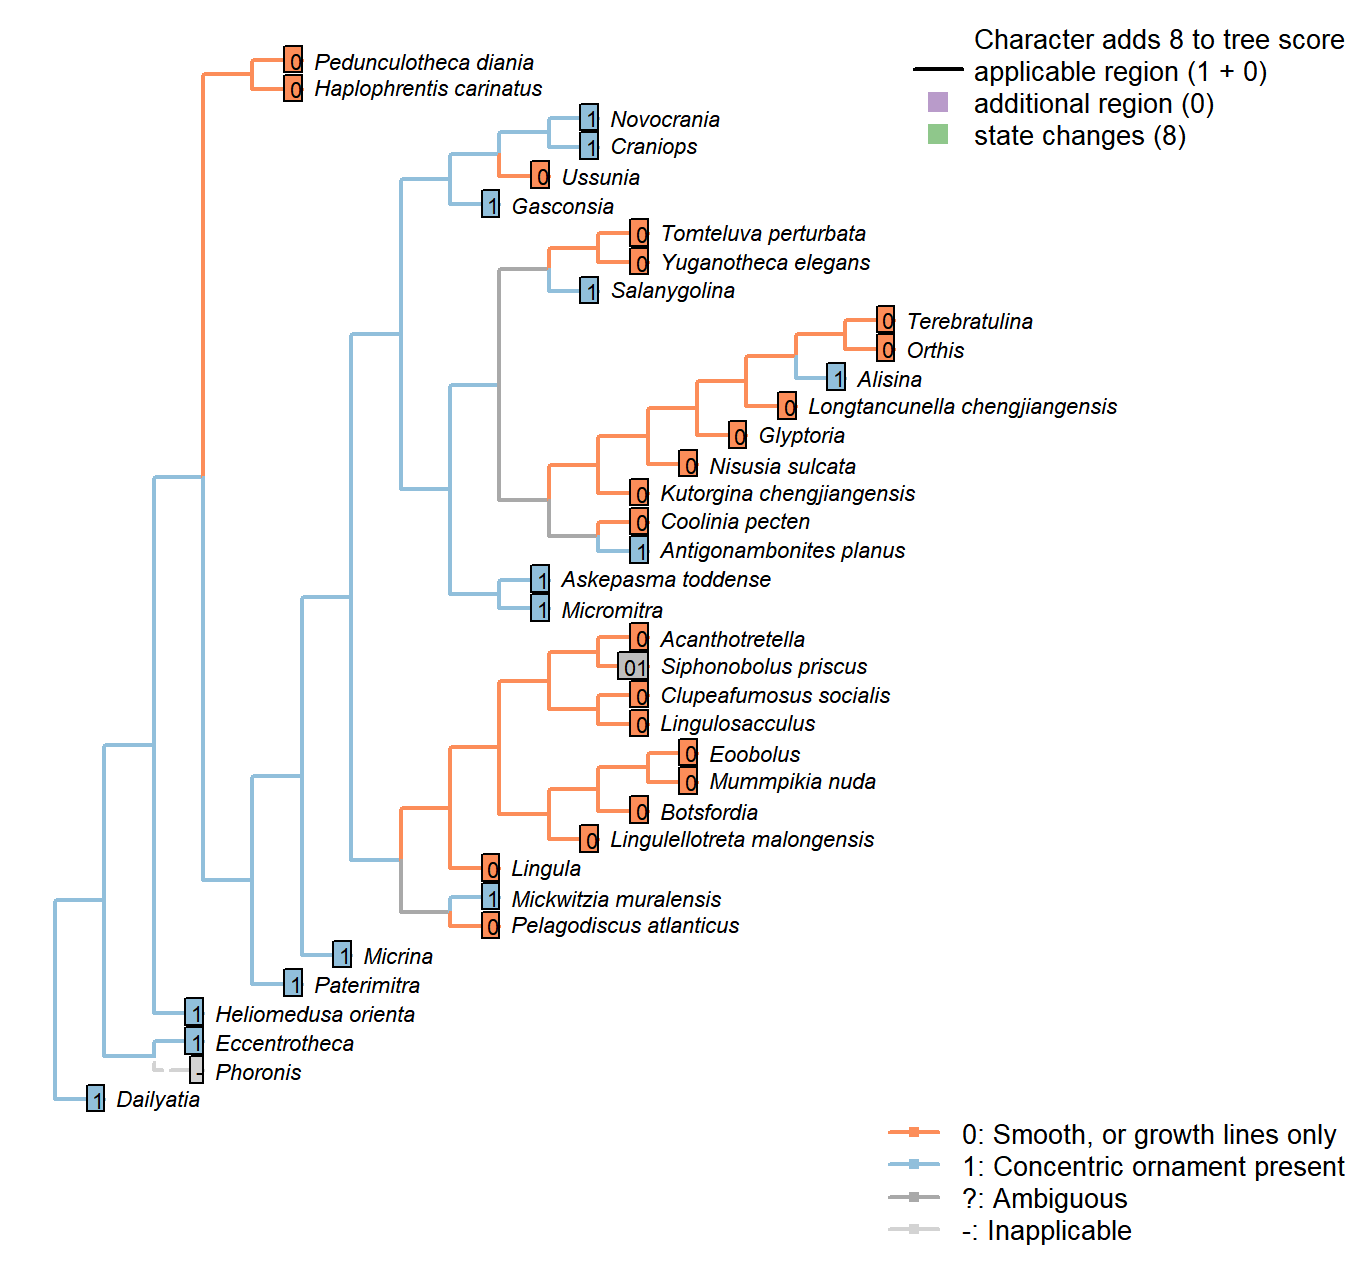 Character adds 8 to tree score
applicable region (1 + 0)
additional region (0)
state changes (8)
0 Pedunculotheca diania
0 Haplophrentis carinatus
1 Novocrania
1 Craniops
0 Ussunia
1 Gasconsia
0 Tomteluva perturbata
0 Yuganotheca elegans
1 Salanygolina
0 Terebratulina
0 Orthis
1 Alisina
0 Longtancunella chengjiangensis
0 Glyptoria
0 Nisusia sulcata
0 Kutorgina chengjiangensis
0 Coolinia pecten
1 Antigonambonites planus
1 Askepasma toddense
1 Micromitra
0 Acanthotretella
01 Siphonobolus priscus
0 Clupeafumosus socialis
0 Lingulosacculus
0 Eoobolus
0 Mummpikia nuda
0 Botsfordia
0 Lingulellotreta malongensis
0 Lingula
1 Mickwitzia muralensis
0 Pelagodiscus atlanticus
1 Micrina
1 Paterimitra
1 Heliomedusa orienta
1 Eccentrotheca
- Phoronis
1 Dailyatia
0: Smooth, or growth lines only
1: Concentric ornament present
?: Ambiguous
-: Inapplicable